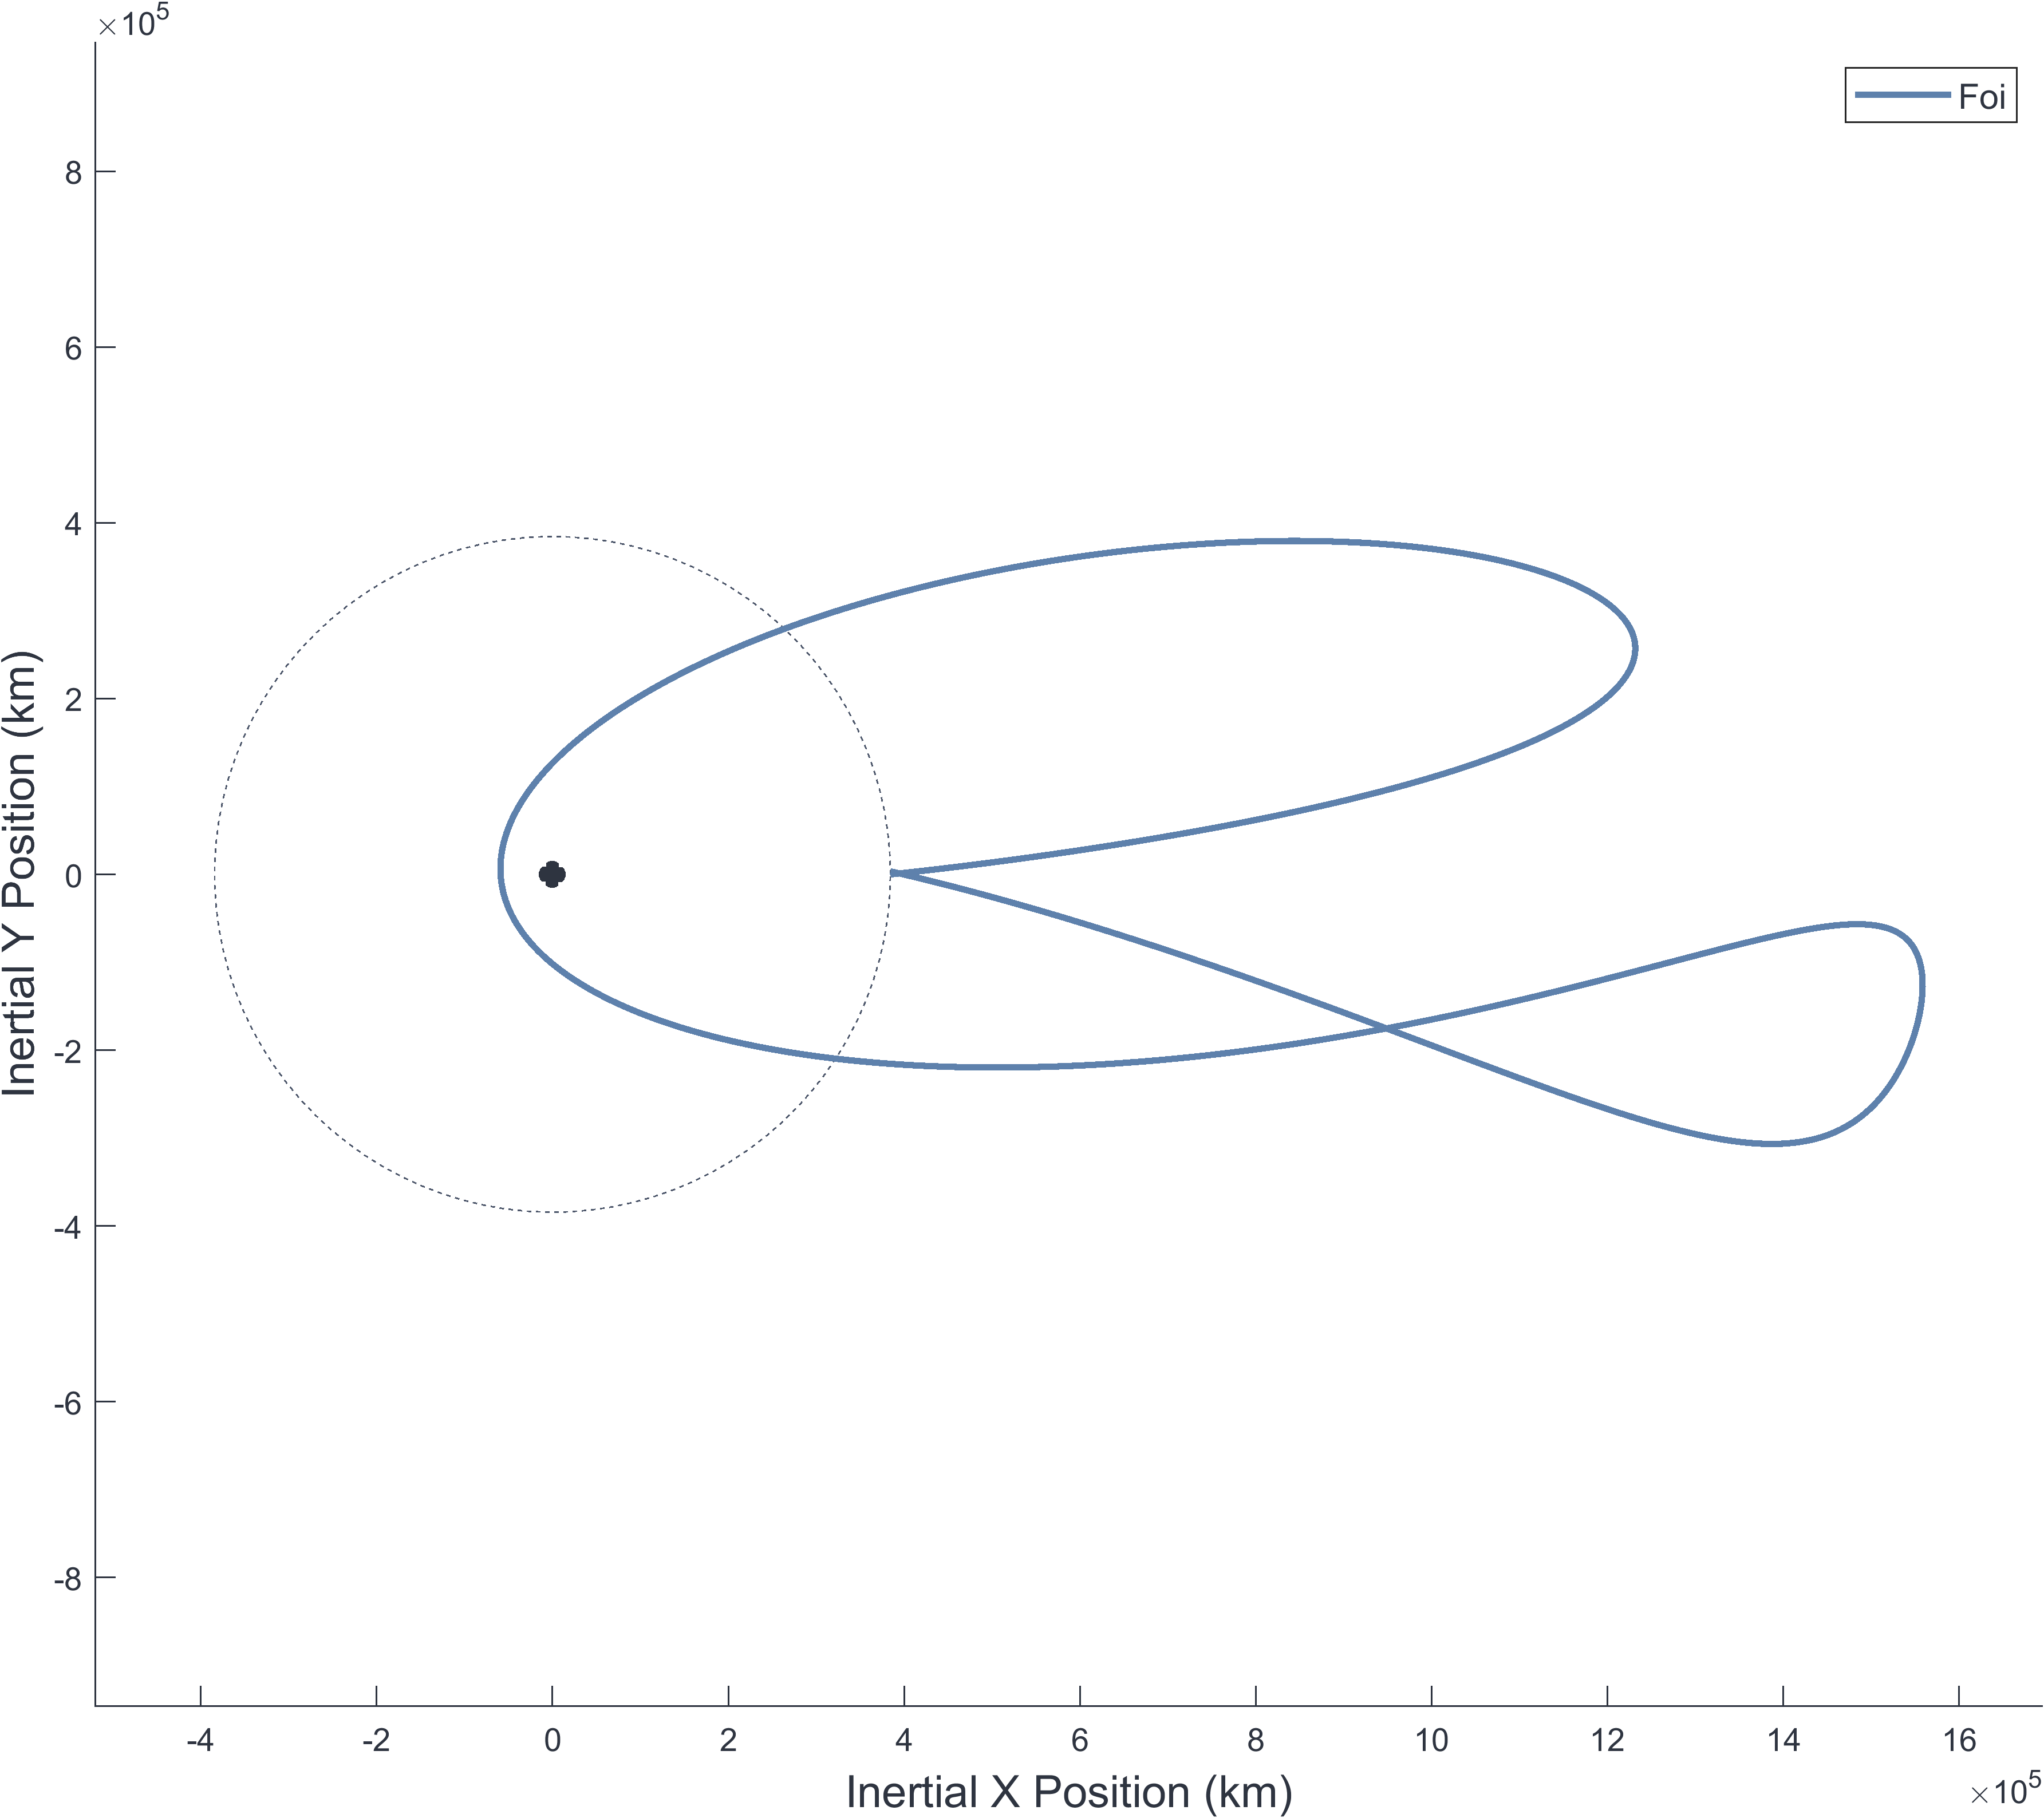 ×10⁵
Foi
8
6
4
2
0
-2
-4
-6
-8
Inertial Y Position (km)
-4 -2 0 2 4 6 8 10 12 14 16
Inertial X Position (km)
×10⁵